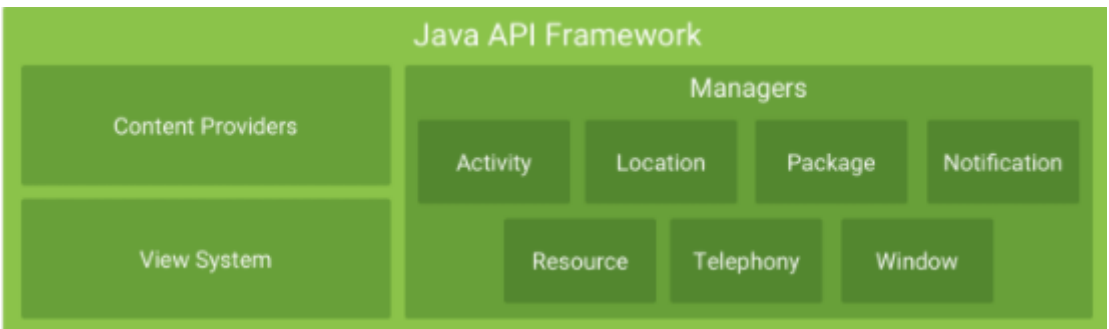 Java API Framework
Content Providers
View System
Managers
Activity
Location
Package
Notification
Resource
Telephony
Window